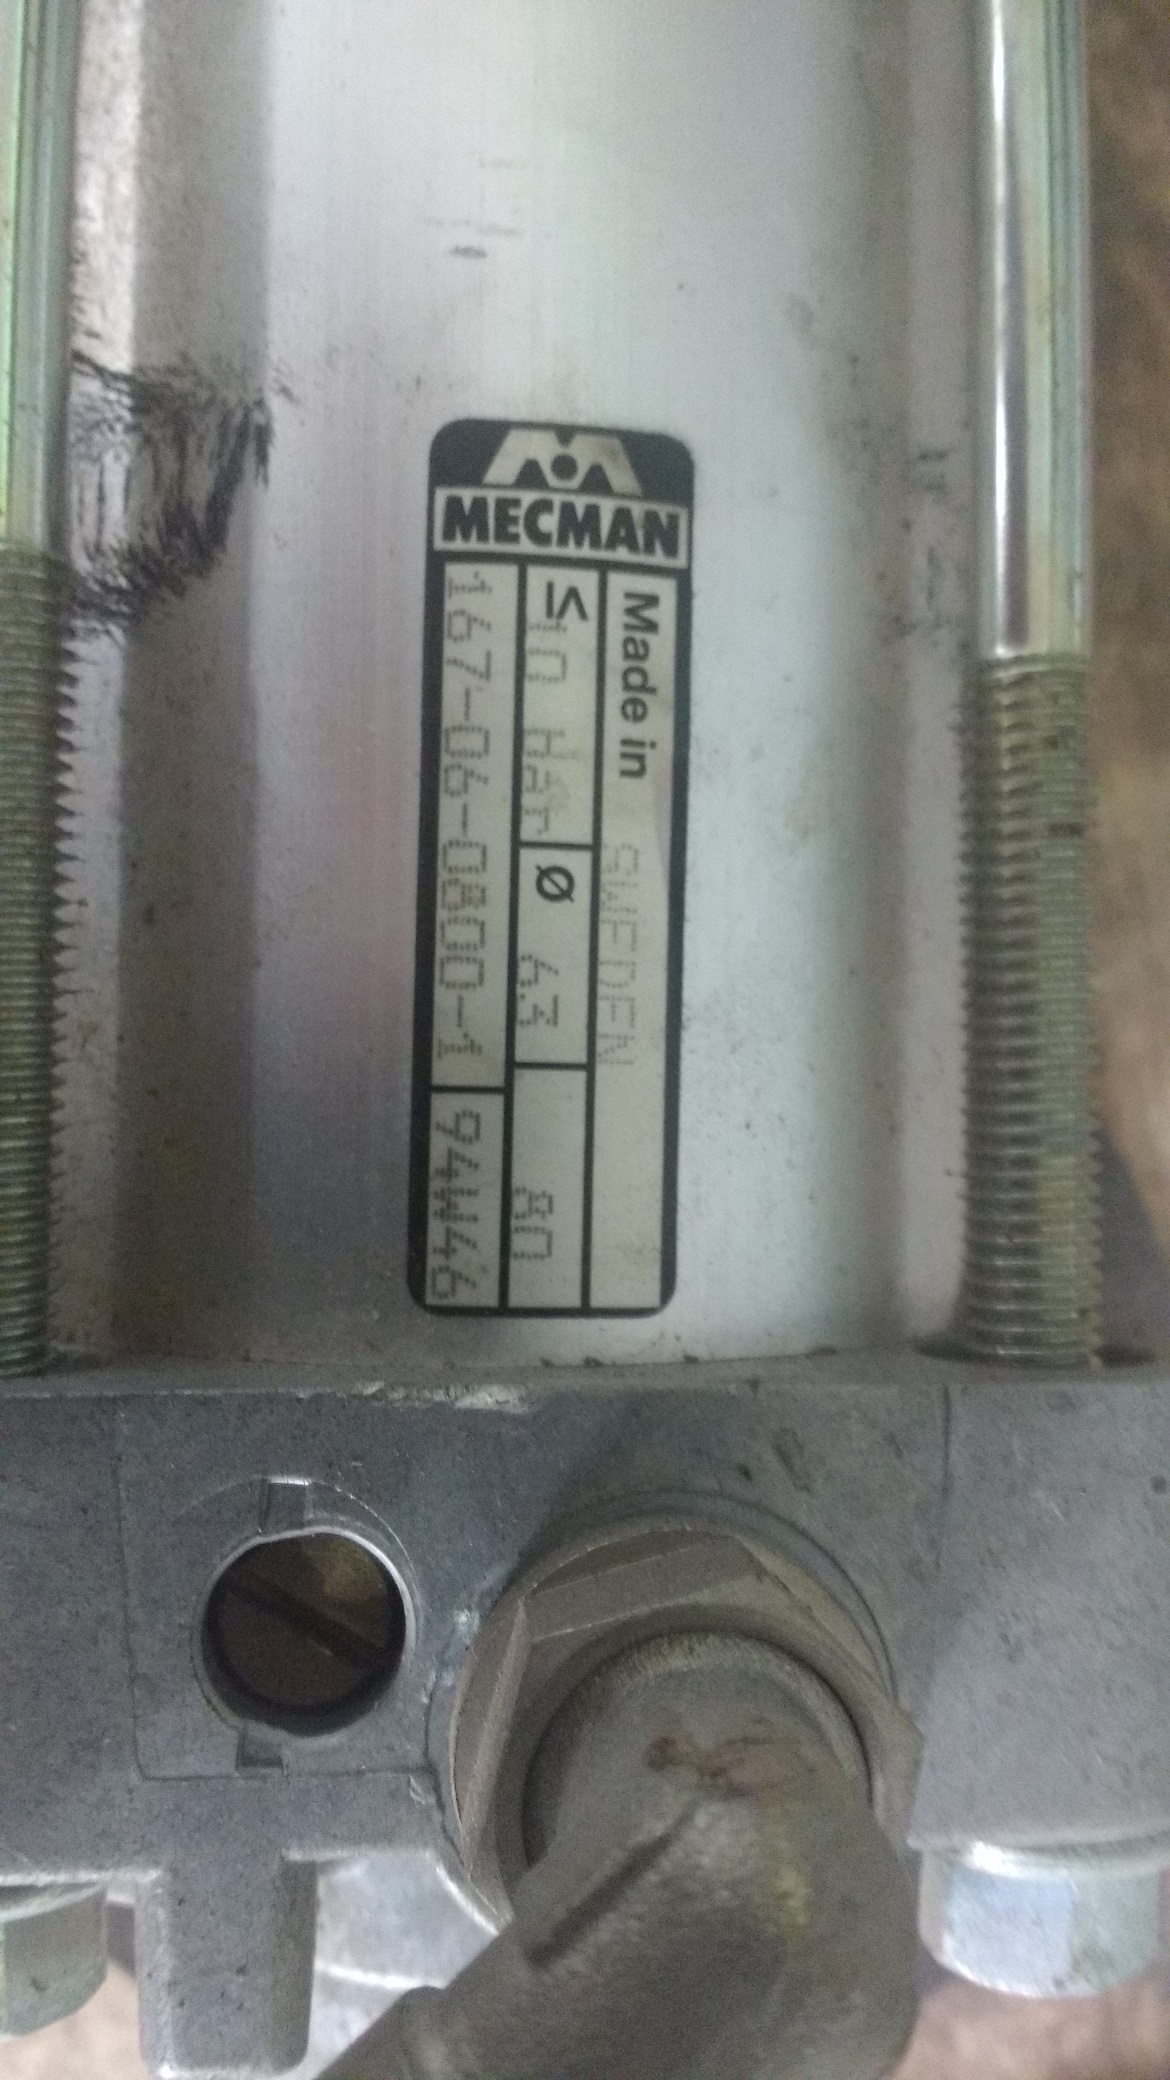 MECMAN
Made in SWEDEN
≤ 10 bar Ø 63 80
167-06-0800-1 94W46